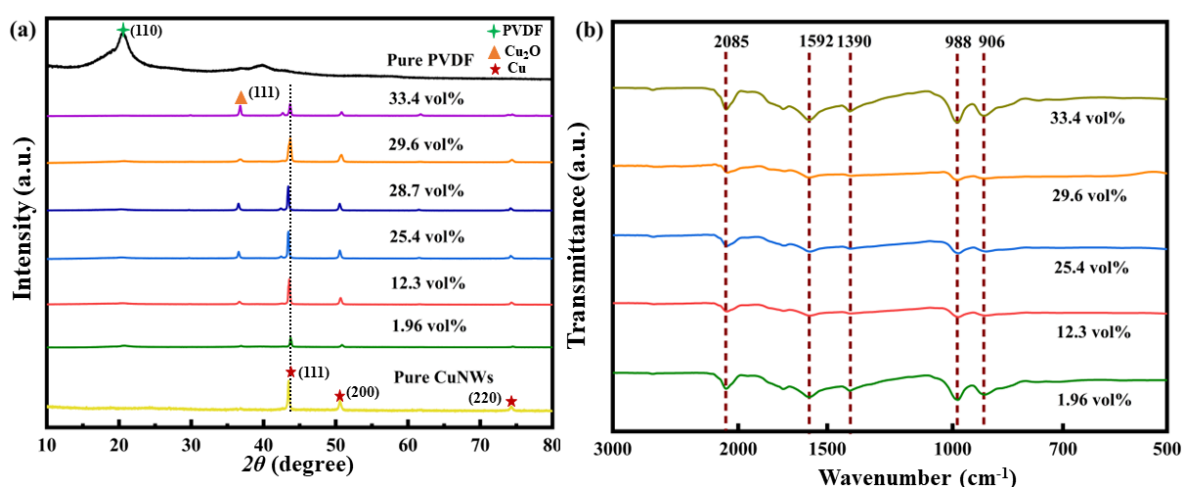 (a)
(110)
PVDF
Cu₂O
Cu
Pure PVDF
(111)
33.4 vol%
29.6 vol%
28.7 vol%
25.4 vol%
12.3 vol%
1.96 vol%
Pure CuNWs
(111)
(200)
(220)
Intensity (a.u.)
10 20 30 40 50 60 70 80
2θ (degree)
(b)
2085 1592 1390 988 906
33.4 vol%
29.6 vol%
25.4 vol%
12.3 vol%
1.96 vol%
Transmittance (a.u.)
3000 2000 1500 1000 700 500
Wavenumber (cm⁻¹)